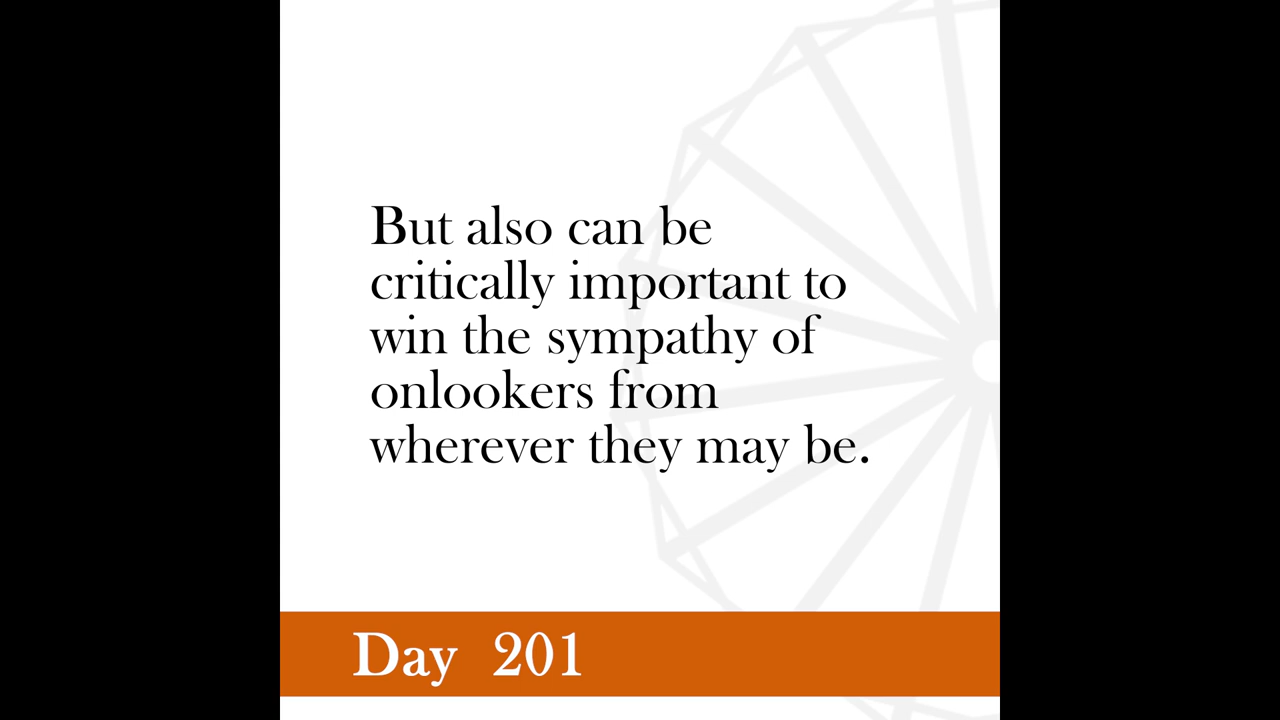 But also can be
critically important to
win the sympathy of
onlookers from
wherever they may be.
Day 201